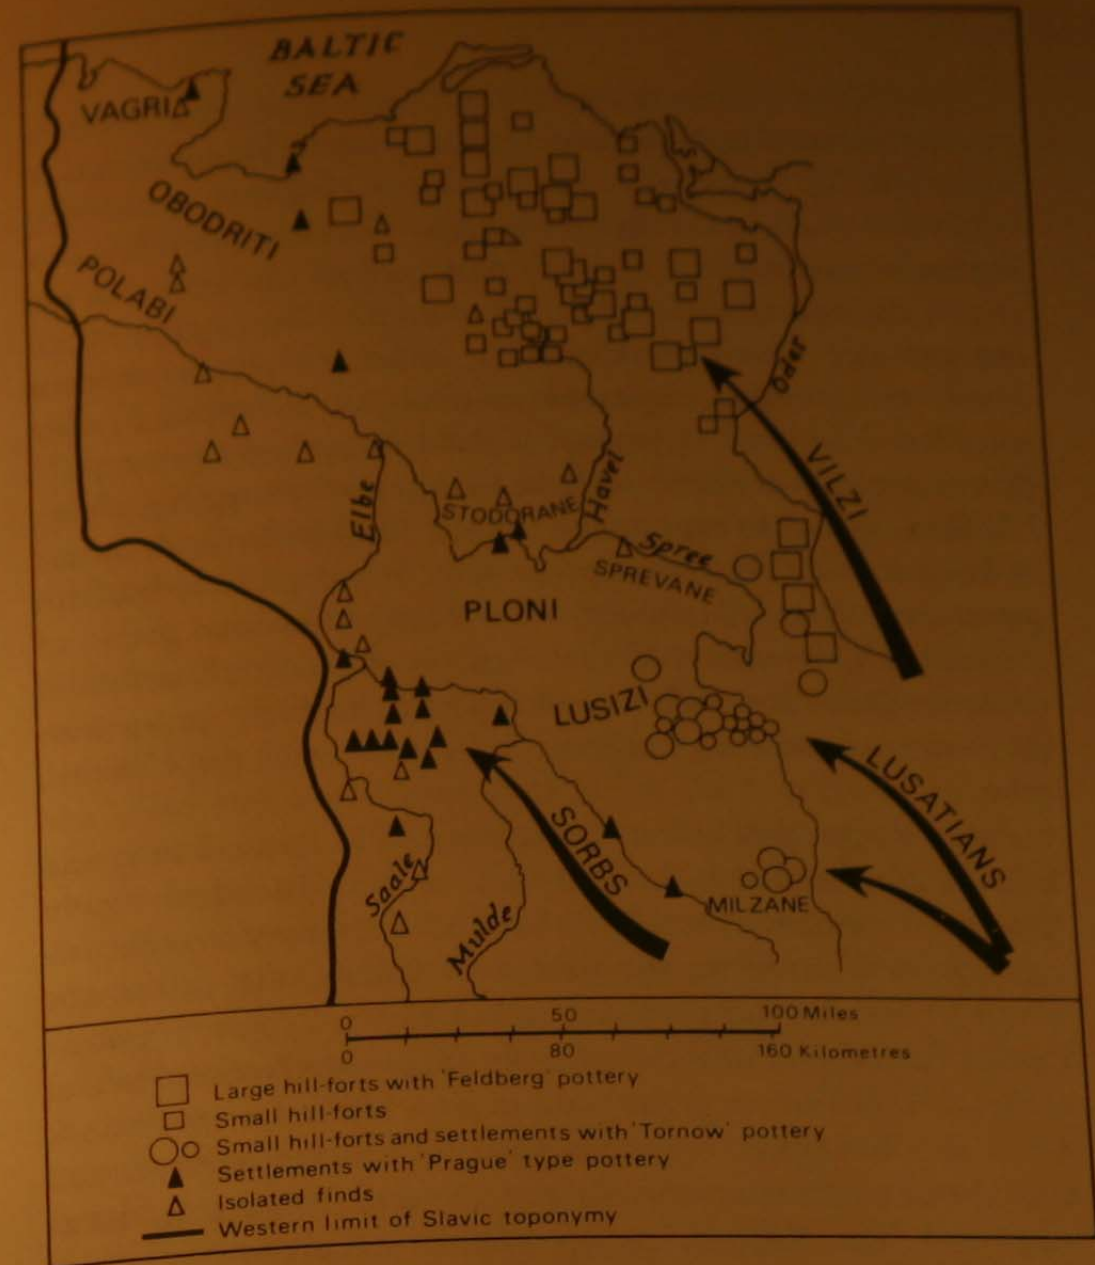 BALTIC
SEA
VAGRI
OBODRITI
POLABI
Oder
VILZI
Elbe
Havel
STODORANE
Spree
SPREVANE
PLONI
LUSIZI
LUSATIANS
SORBS
Saale
MILZANE
Mulde
0 50 100 Miles
0 80 160 Kilometres
Large hill-forts with 'Feldberg' pottery
Small hill-forts
Small hill-forts and settlements with 'Tornow' pottery
Settlements with 'Prague' type pottery
Isolated finds
Western limit of Slavic toponymy